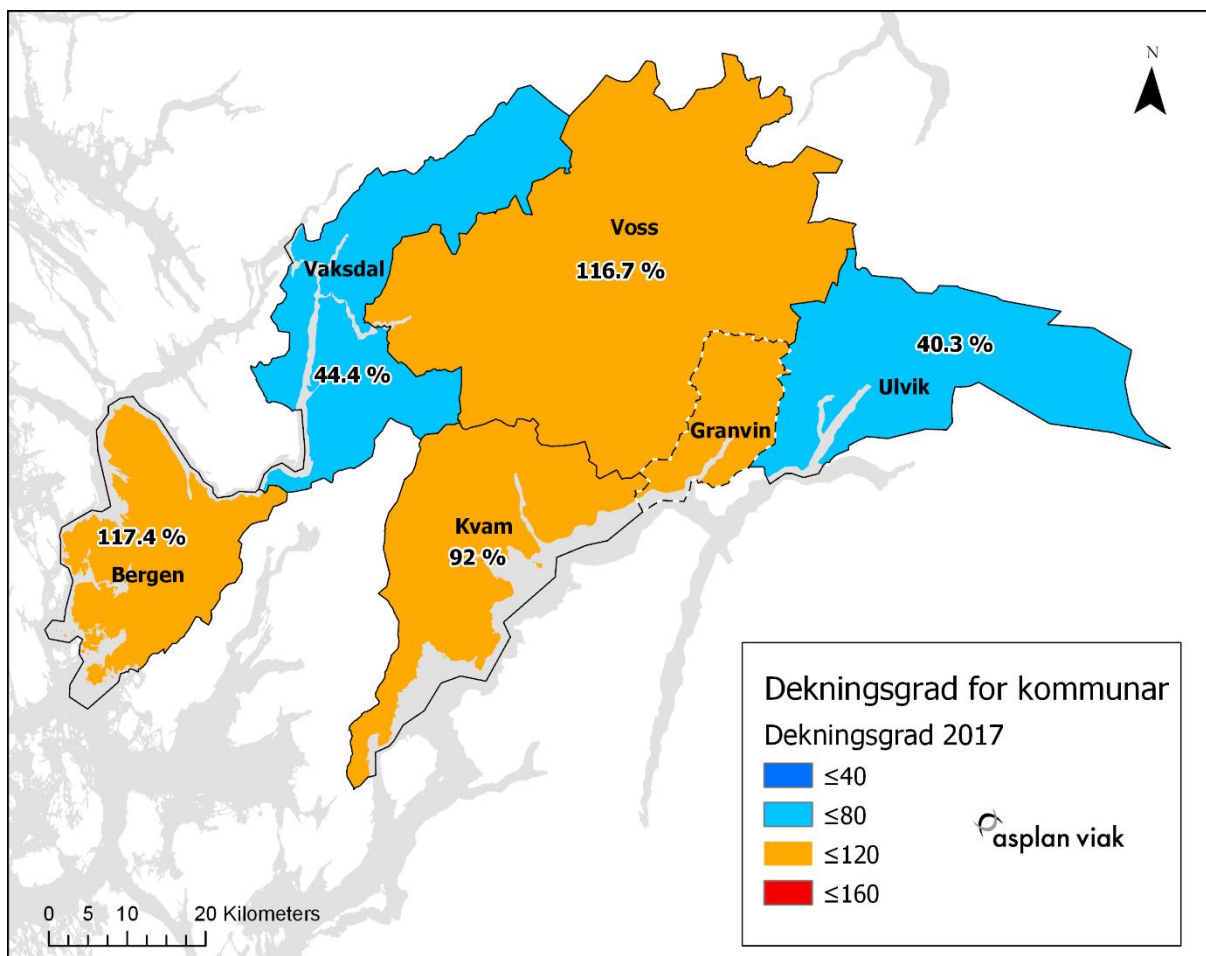 N
Voss
116.7 %
Vaksdal
44.4 %
40.3 %
Ulvik
Granvin
Kvam
92 %
117.4 %
Bergen
Dekningsgrad for kommunar
Dekningsgrad 2017
≤40
≤80
≤120
≤160
asplan viak
0 5 10 20 Kilometers